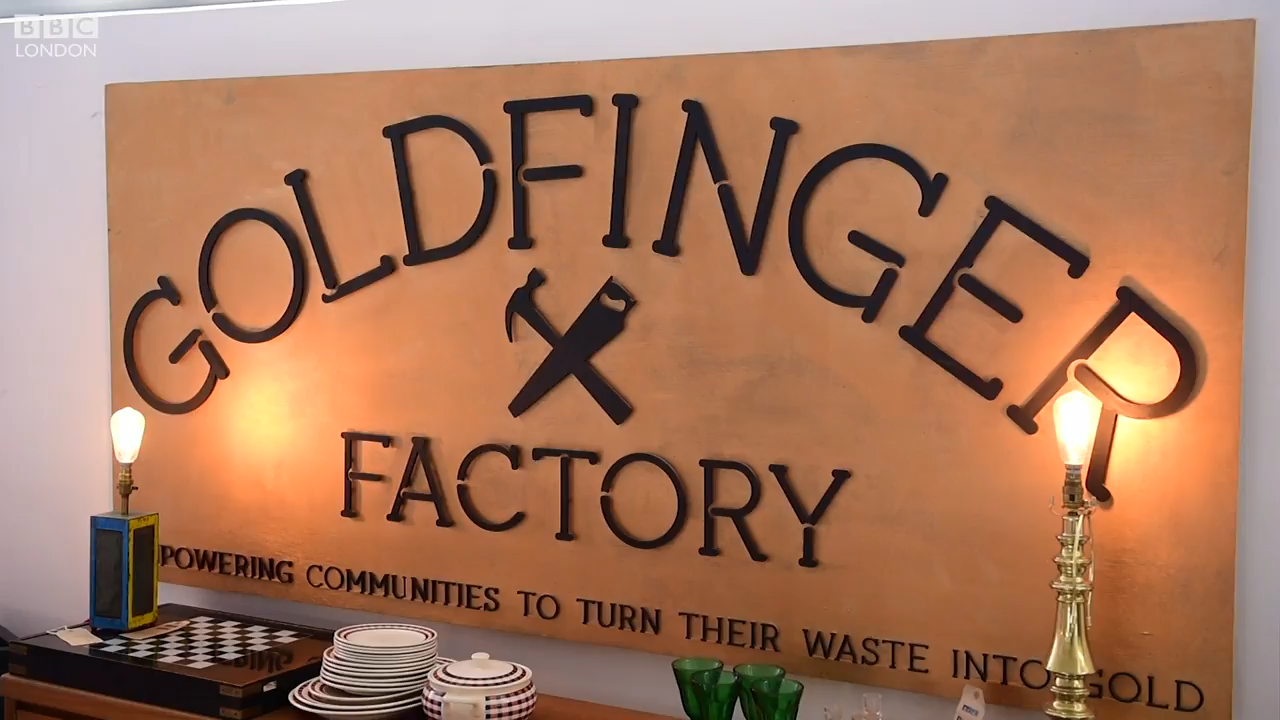 BBC
LONDON
GOLDFINGER
FACTORY
POWERING COMMUNITIES TO TURN THEIR WASTE INTO GOLD